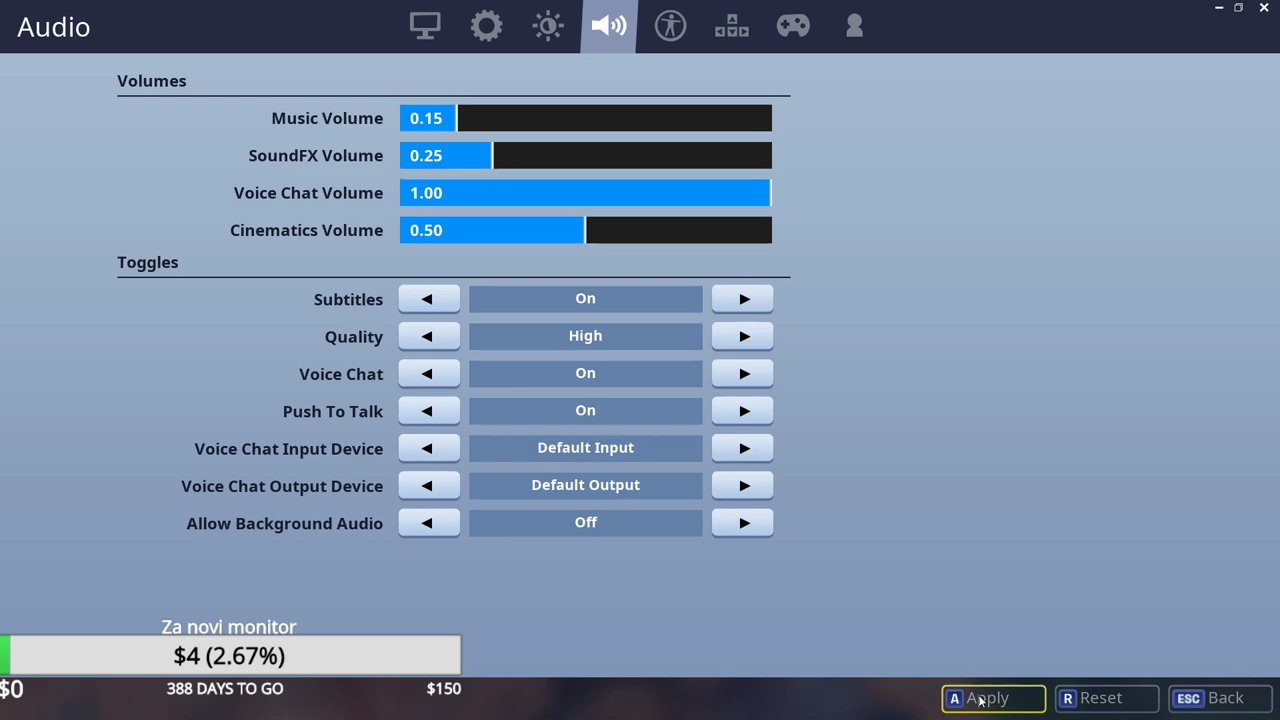 Audio
Volumes
Music Volume 0.15
SoundFX Volume 0.25
Voice Chat Volume 1.00
Cinematics Volume 0.50
Toggles
Subtitles On
Quality High
Voice Chat On
Push To Talk On
Voice Chat Input Device Default Input
Voice Chat Output Device Default Output
Allow Background Audio Off
Za novi monitor
$4 (2.67%)
$0 388 DAYS TO GO $150
A Apply R Reset ESC Back